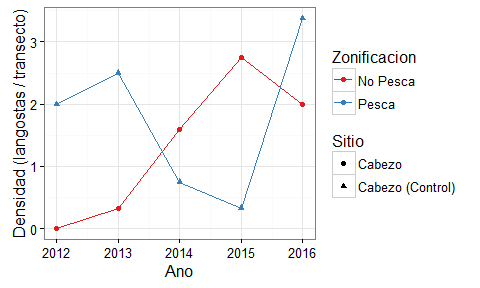 Densidad (langostas / transecto)
3
2
1
0
2012 2013 2014 2015 2016
Ano
Zonificacion
No Pesca
Pesca
Sitio
Cabezo
Cabezo (Control)